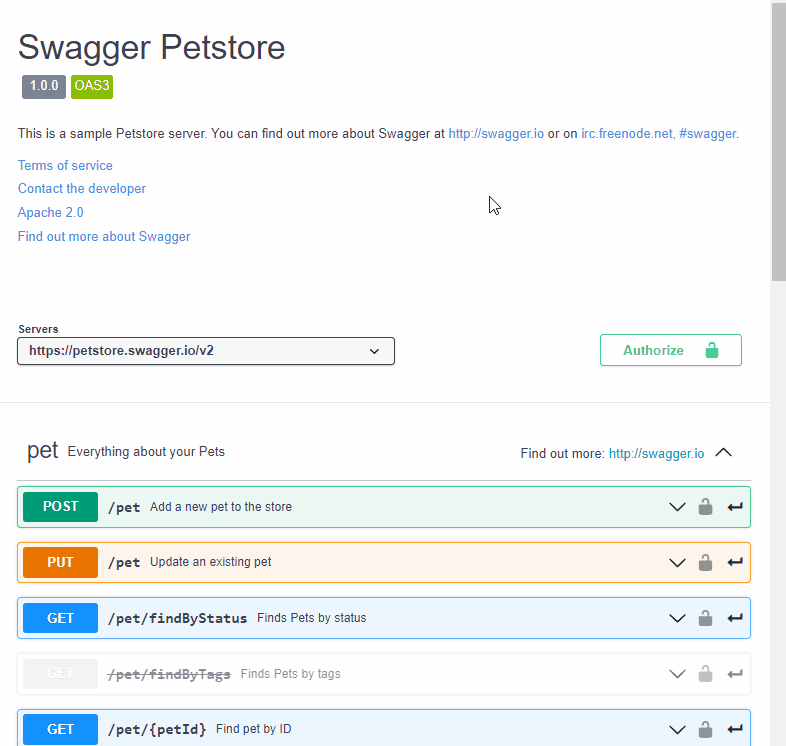 Swagger Petstore
1.0.0 OAS3
This is a sample Petstore server. You can find out more about Swagger at http://swagger.io or on irc.freenode.net, #swagger.
Terms of service
Contact the developer
Apache 2.0
Find out more about Swagger
Servers
https://petstore.swagger.io/v2
Authorize
pet Everything about your Pets Find out more: http://swagger.io
POST /pet Add a new pet to the store
PUT /pet Update an existing pet
GET /pet/findByStatus Finds Pets by status
GET /pet/findByTags Finds Pets by tags
GET /pet/{petId} Find pet by ID